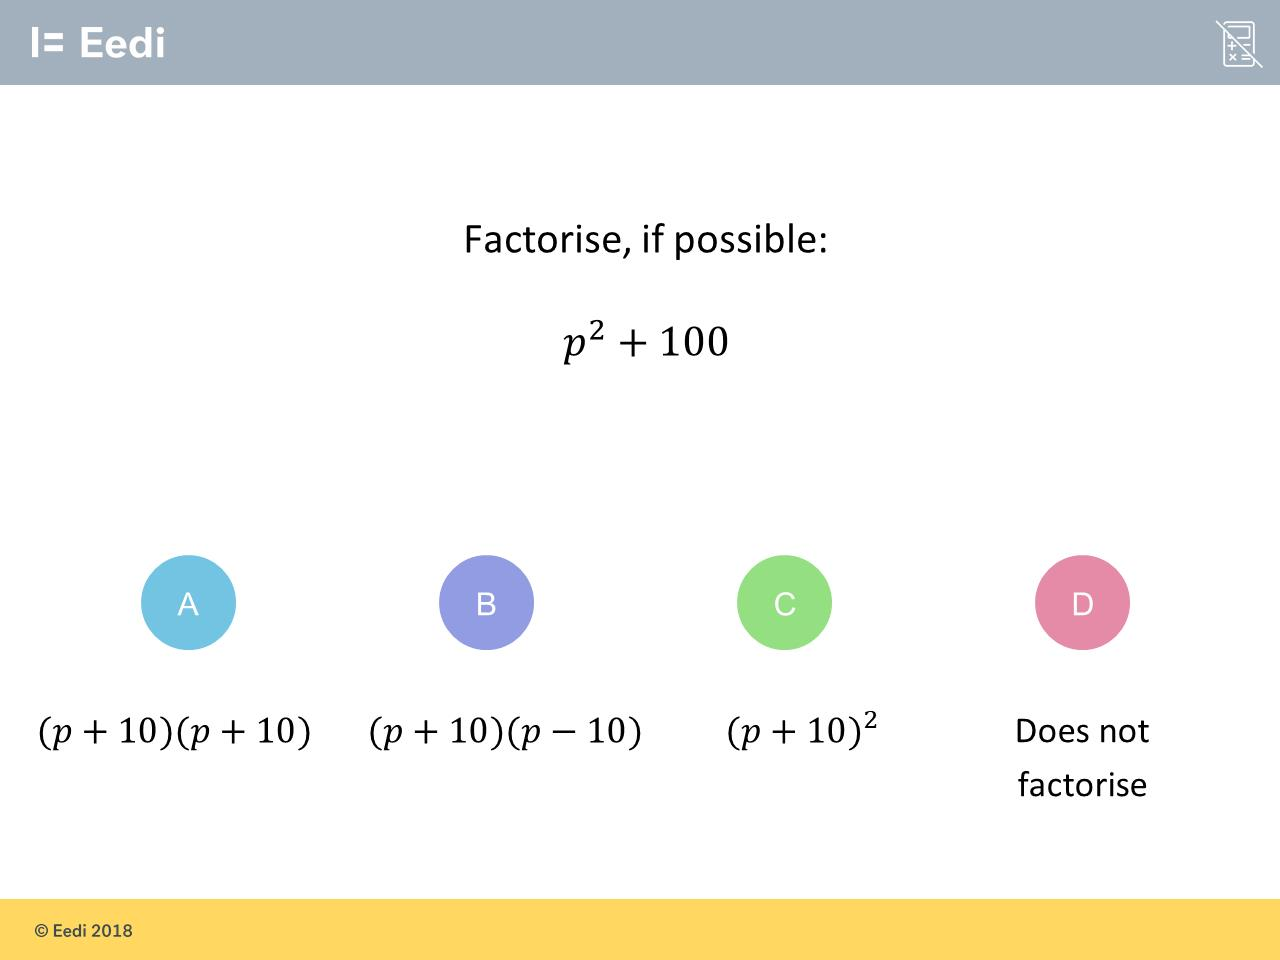 Eedi
Factorise, if possible:
p² + 100
A
B
C
D
(p + 10)(p + 10)
(p + 10)(p − 10)
(p + 10)²
Does not
factorise
© Eedi 2018